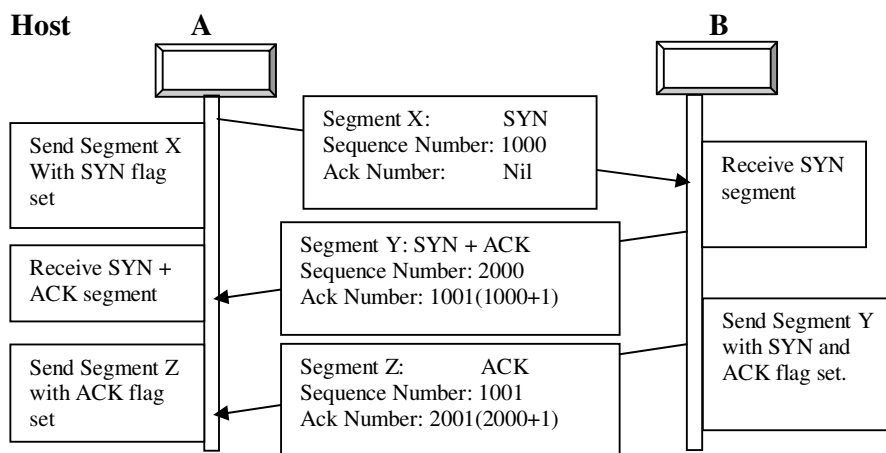 Host A B
Segment X: SYN
Sequence Number: 1000
Ack Number: Nil
Send Segment X
With SYN flag
set
Receive SYN
segment
Segment Y: SYN + ACK
Sequence Number: 2000
Ack Number: 1001(1000+1)
Receive SYN +
ACK segment
Send Segment Y
with SYN and
ACK flag set.
Segment Z: ACK
Sequence Number: 1001
Ack Number: 2001(2000+1)
Send Segment Z
with ACK flag
set